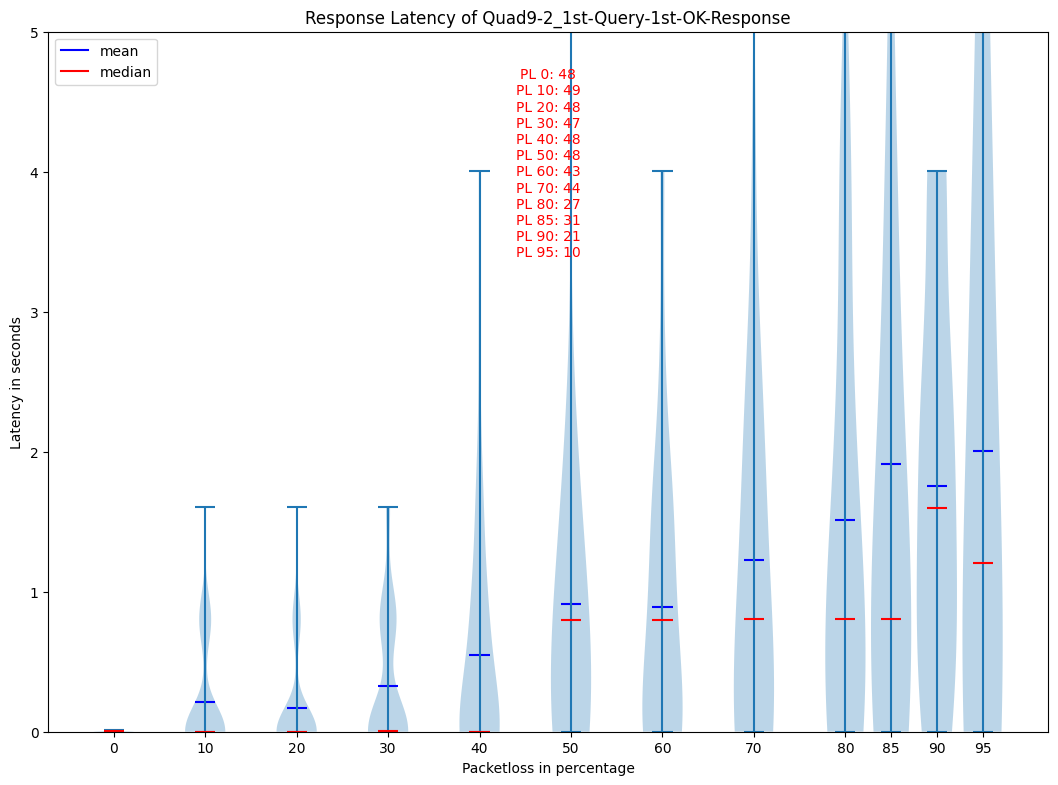 Response Latency of Quad9-2_1st-Query-1st-OK-Response
mean
median
PL 0: 48
PL 10: 49
PL 20: 48
PL 30: 47
PL 40: 48
PL 50: 48
PL 60: 43
PL 70: 44
PL 80: 27
PL 85: 31
PL 90: 21
PL 95: 10
5
4
3
2
1
0
Latency in seconds
0 10 20 30 40 50 60 70 80 85 90 95
Packetloss in percentage